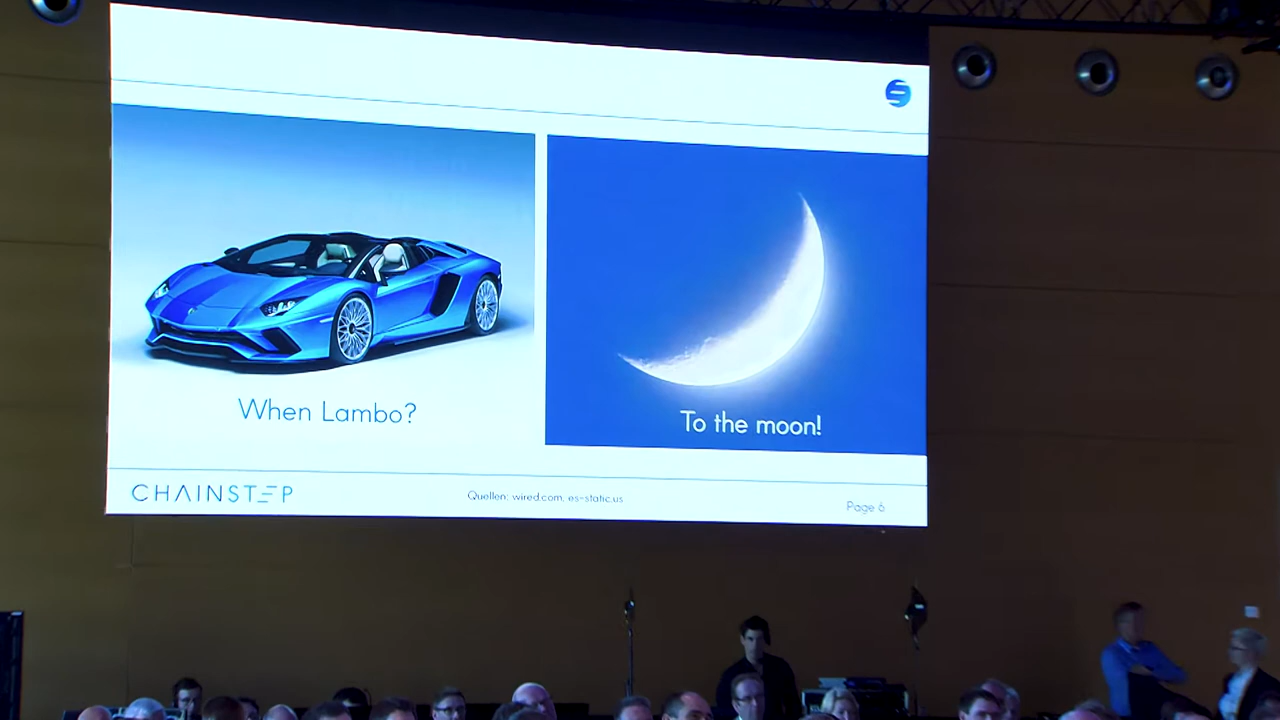 When Lambo?
To the moon!
CHAINSTEP
Quellen: wired.com, es-static.us
Page 6